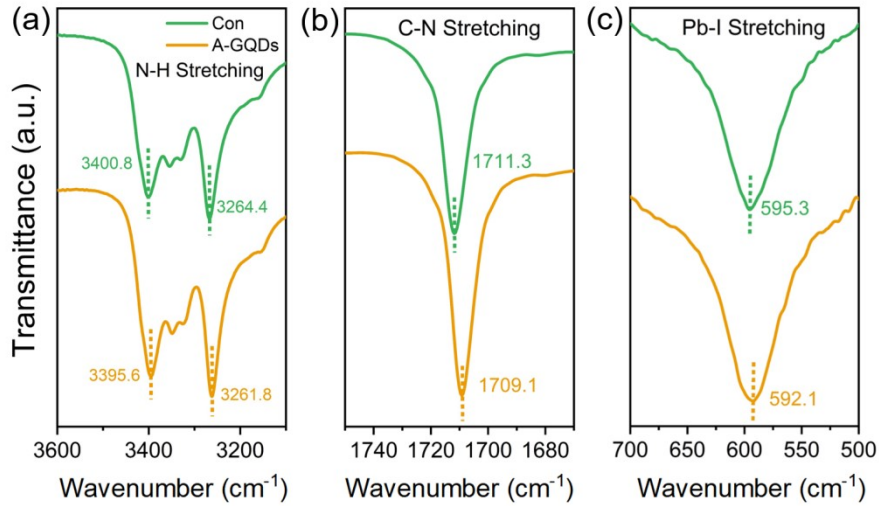 (a)
Con
A-GQDs
N-H Stretching
3400.8
3264.4
3395.6
3261.8
3600 3400 3200
Wavenumber (cm⁻¹)
Transmittance (a.u.)
(b)
C-N Stretching
1711.3
1709.1
1740 1720 1700 1680
Wavenumber (cm⁻¹)
(c)
Pb-I Stretching
595.3
592.1
700 650 600 550 500
Wavenumber (cm⁻¹)